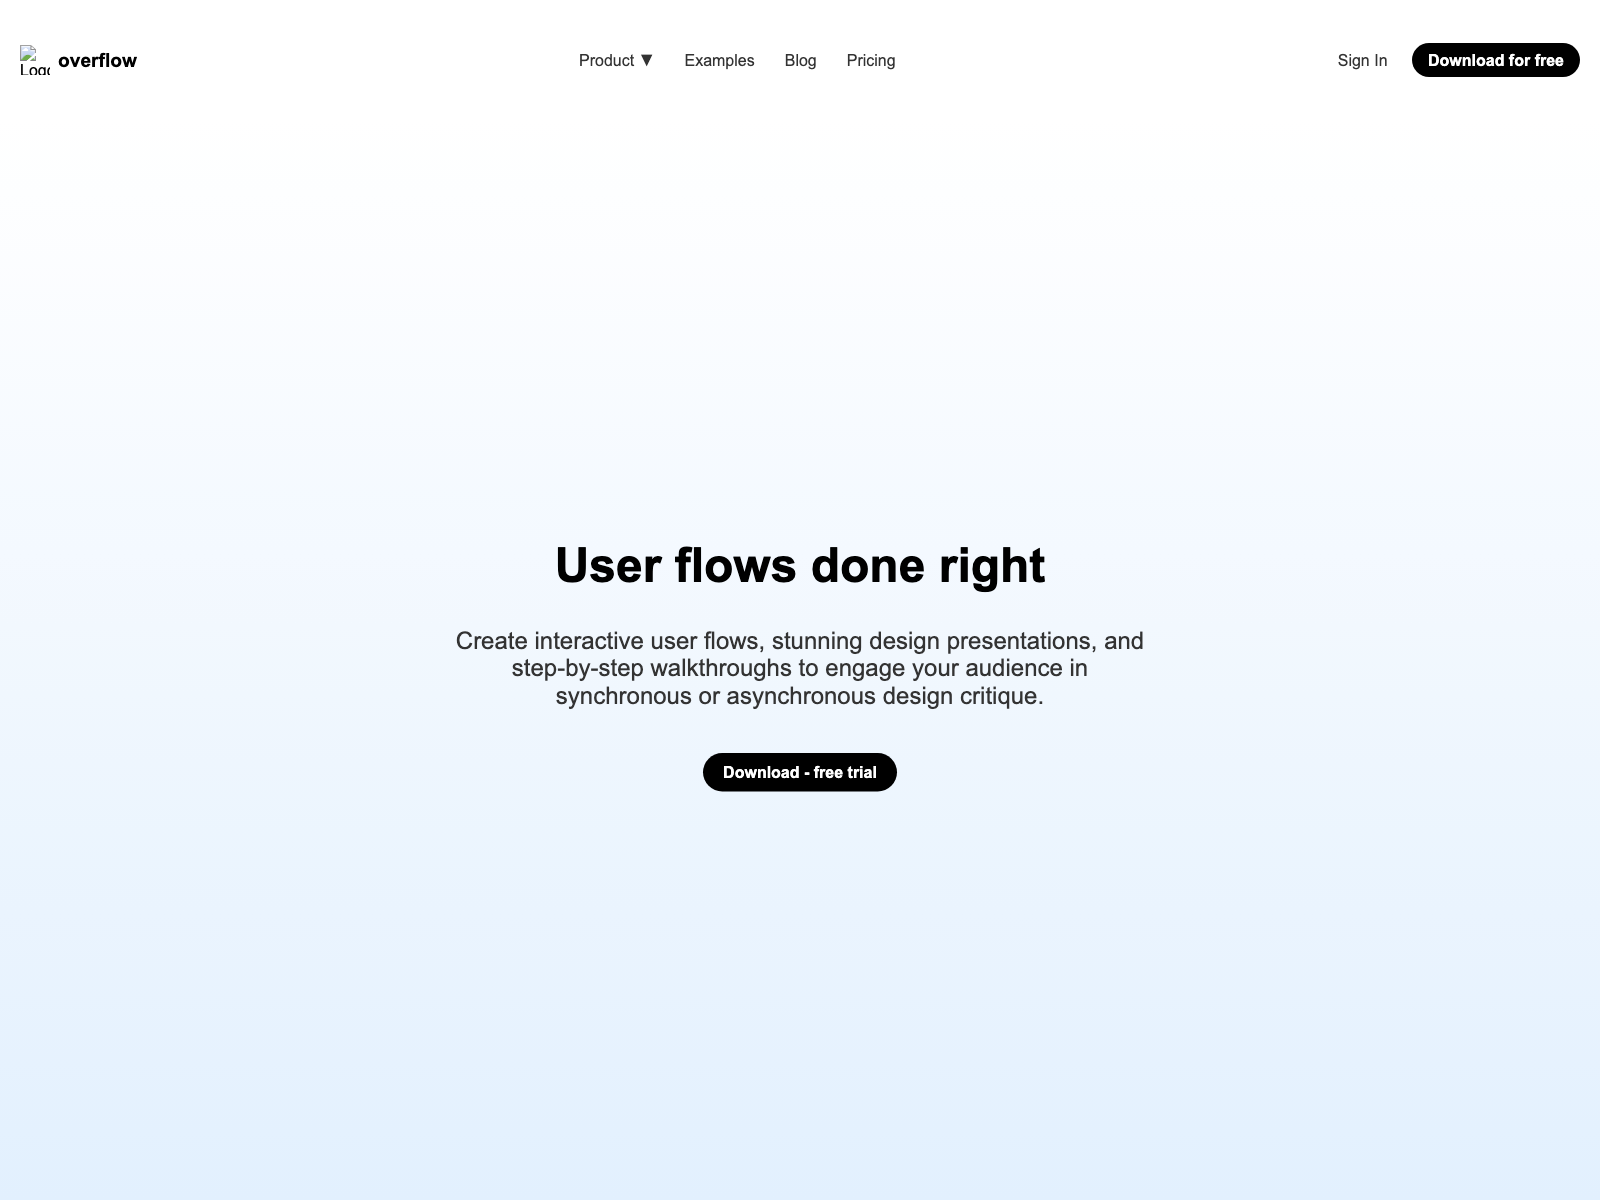 Logo overflow Product ▼ Examples Blog Pricing Sign In Download for free
User flows done right
Create interactive user flows, stunning design presentations, and
step-by-step walkthroughs to engage your audience in
synchronous or asynchronous design critique.
Download - free trial